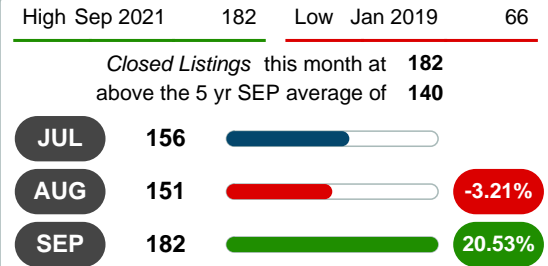 High Sep 2021 182 Low Jan 2019 66
Closed Listings this month at 182
above the 5 yr SEP average of 140
JUL 156
AUG 151 -3.21%
SEP 182 20.53%